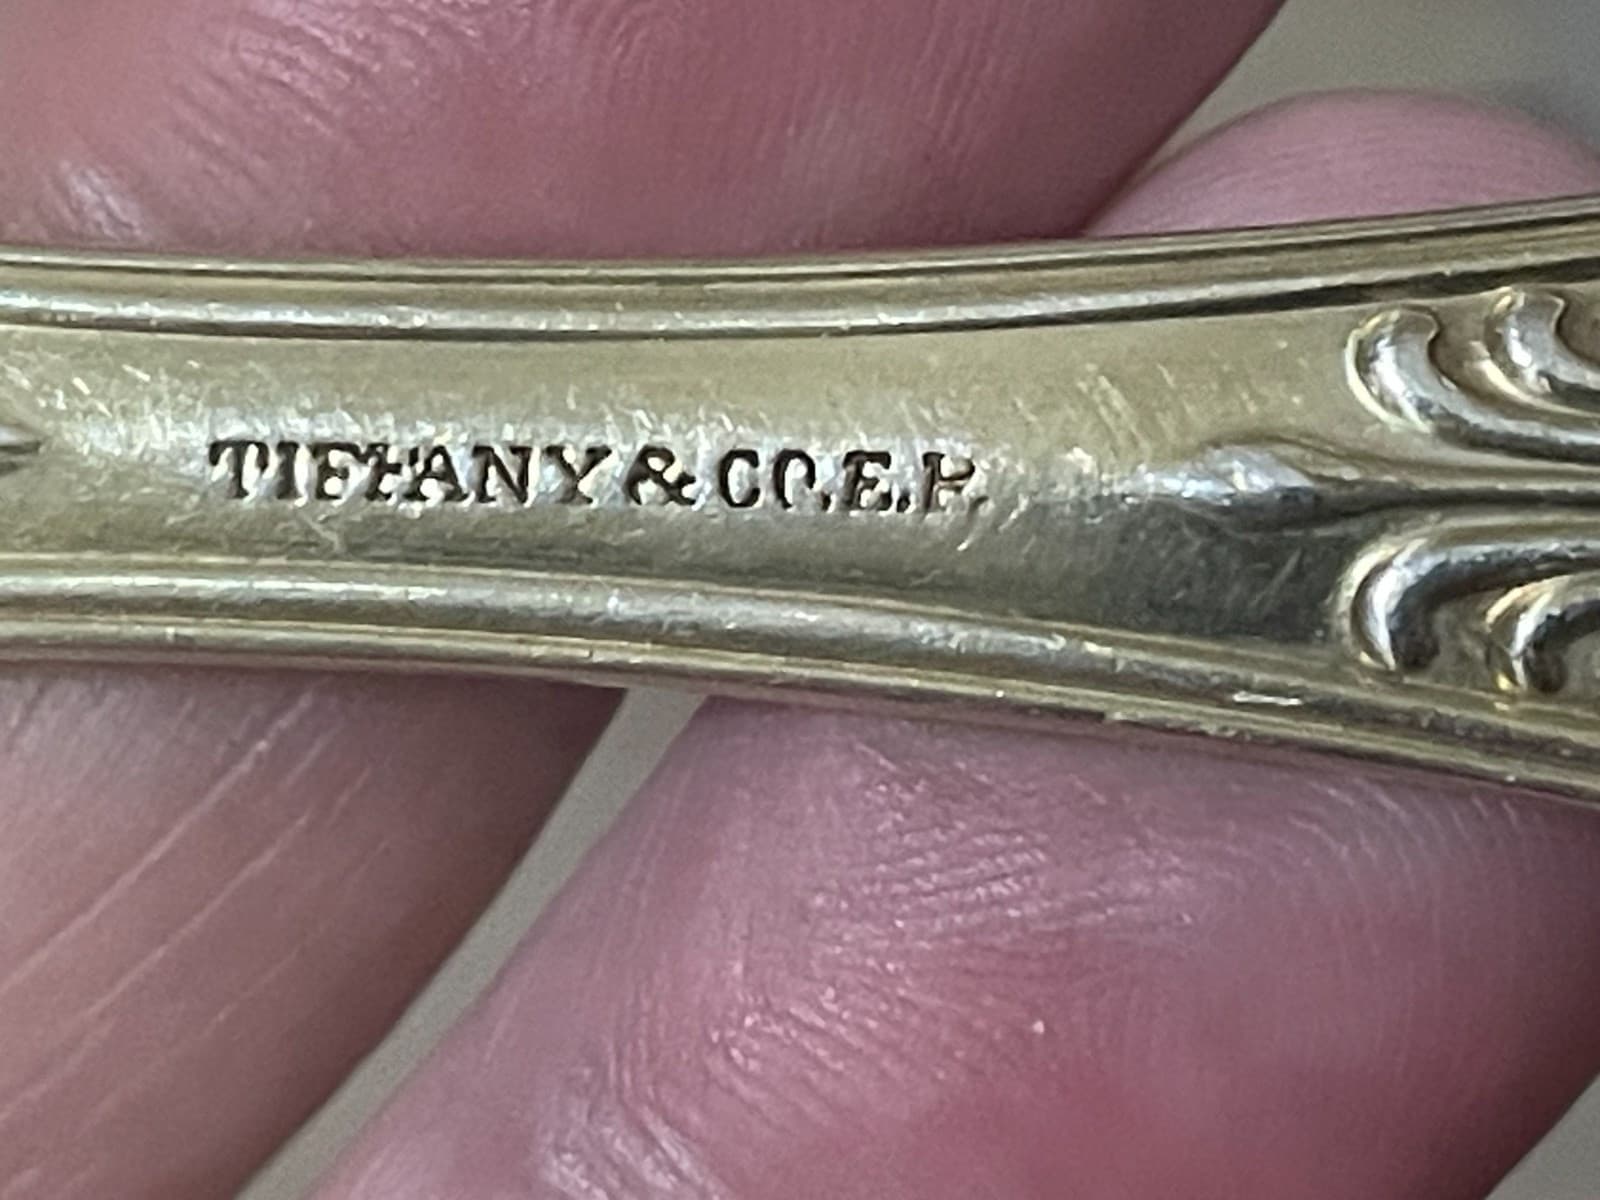 TIFFANY & CO. E.P.